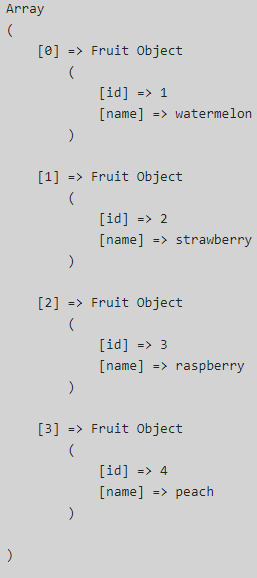 Array
(
    [0] => Fruit Object
        (
            [id] => 1
            [name] => watermelon
        )

    [1] => Fruit Object
        (
            [id] => 2
            [name] => strawberry
        )

    [2] => Fruit Object
        (
            [id] => 3
            [name] => raspberry
        )

    [3] => Fruit Object
        (
            [id] => 4
            [name] => peach
        )

)